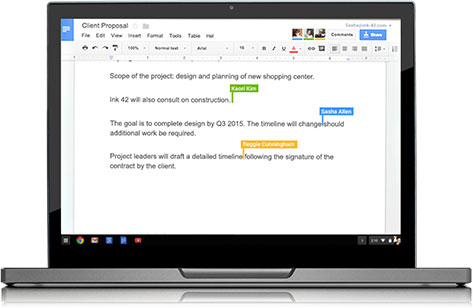 Client Proposal
Sasha@ink-42.com
File Edit View Insert Format Tools Table Hel
Comments Share
100% Normal text Arial 16 B I U A
Scope of the project: design and planning of new shopping center.
Kaori Kim
Ink 42 will also consult on construction.
Sasha Allen
The goal is to complete design by Q3 2015. The timeline will change should
additional work be required.
Reggie Cunningham
Project leaders will draft a detailed timeline following the signature of the
contract by the client.